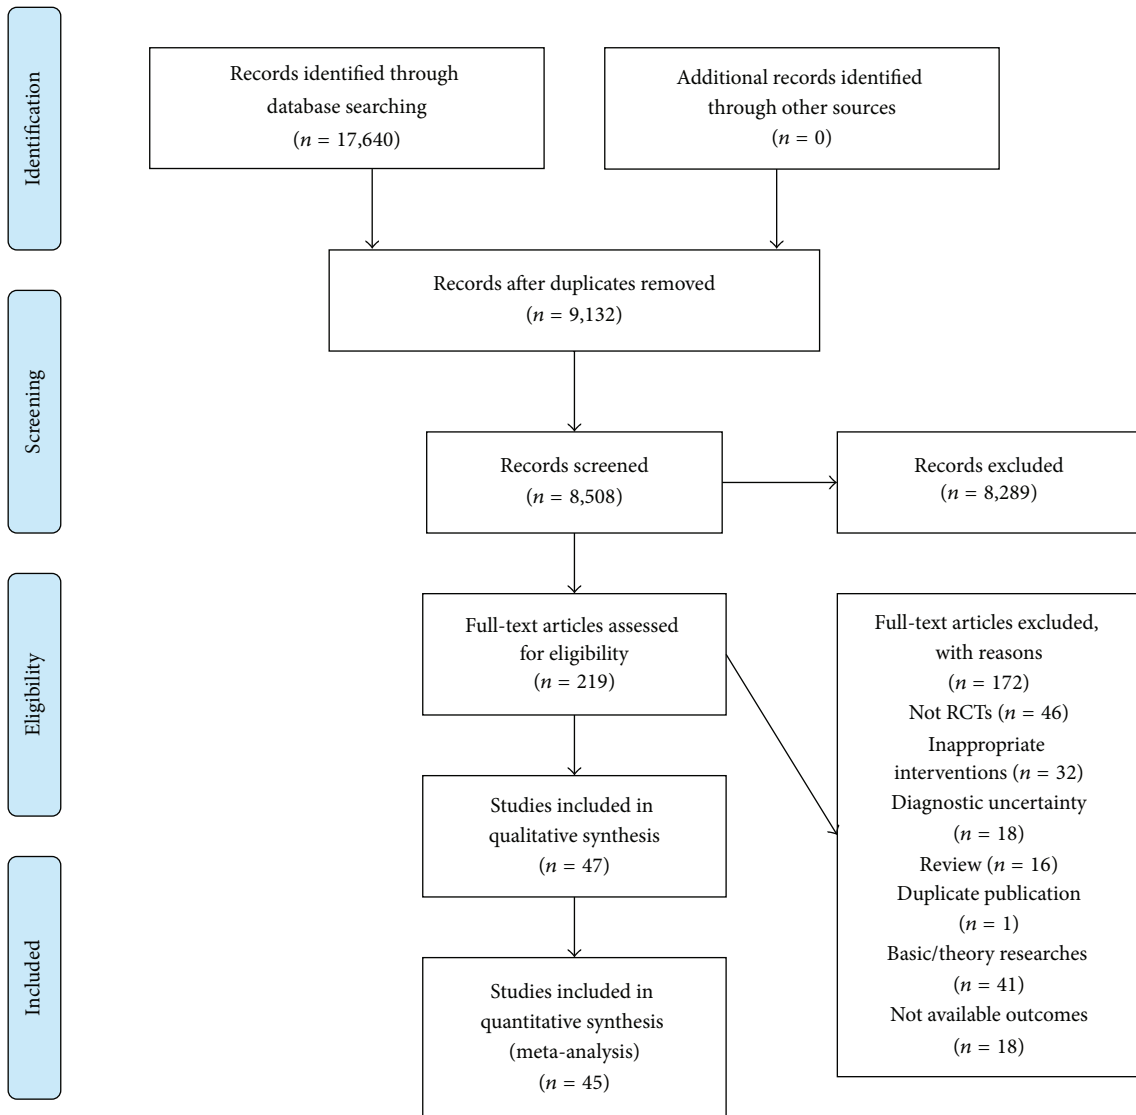 Identification
Records identified through
database searching
(n = 17,640)
Additional records identified
through other sources
(n = 0)
Records after duplicates removed
(n = 9,132)
Screening
Records screened
(n = 8,508)
Records excluded
(n = 8,289)
Eligibility
Full-text articles assessed
for eligibility
(n = 219)
Full-text articles excluded,
with reasons
(n = 172)
Not RCTs (n = 46)
Inappropriate
interventions (n = 32)
Diagnostic uncertainty
(n = 18)
Review (n = 16)
Duplicate publication
(n = 1)
Basic/theory researches
(n = 41)
Not available outcomes
(n = 18)
Studies included in
qualitative synthesis
(n = 47)
Included
Studies included in
quantitative synthesis
(meta-analysis)
(n = 45)